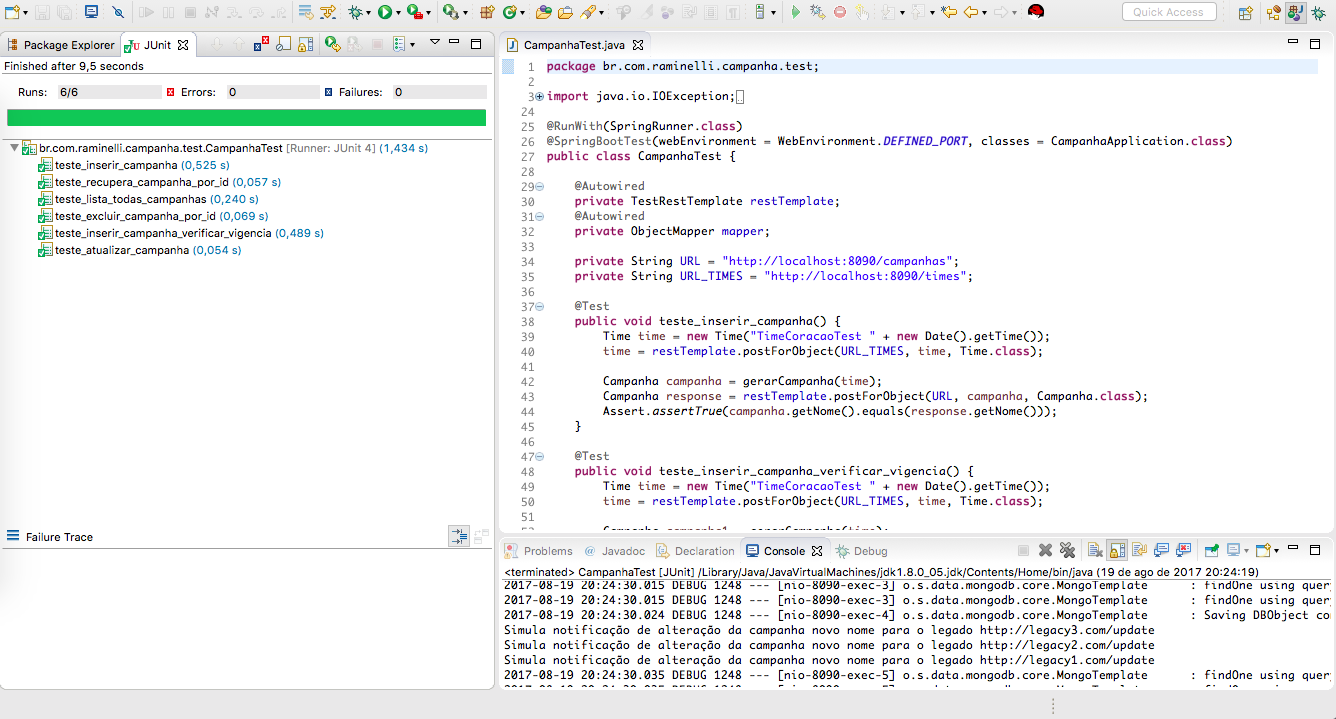 Quick Access
Package Explorer
JUnit
Finished after 9,5 seconds
Runs: 6/6 Errors: 0 Failures: 0
br.com.raminelli.campanha.test.CampanhaTest [Runner: JUnit 4] (1,434 s)
teste_inserir_campanha (0,525 s)
teste_recupera_campanha_por_id (0,057 s)
teste_lista_todas_campanhas (0,240 s)
teste_excluir_campanha_por_id (0,069 s)
teste_inserir_campanha_verificar_vigencia (0,489 s)
teste_atualizar_campanha (0,054 s)
Failure Trace
CampanhaTest.java
1 package br.com.raminelli.campanha.test;
2
3 import java.io.IOException;
24
25 @RunWith(SpringRunner.class)
26 @SpringBootTest(webEnvironment = WebEnvironment.DEFINED_PORT, classes = CampanhaApplication.class)
27 public class CampanhaTest {
28
29 @Autowired
30 private TestRestTemplate restTemplate;
31 @Autowired
32 private ObjectMapper mapper;
33
34 private String URL = "http://localhost:8090/campanhas";
35 private String URL_TIMES = "http://localhost:8090/times";
36
37 @Test
38 public void teste_inserir_campanha() {
39 Time time = new Time("TimeCoracaoTest " + new Date().getTime());
40 time = restTemplate.postForObject(URL_TIMES, time, Time.class);
41
42 Campanha campanha = gerarCampanha(time);
43 Campanha response = restTemplate.postForObject(URL, campanha, Campanha.class);
44 Assert.assertTrue(campanha.getNome().equals(response.getNome()));
45 }
46
47 @Test
48 public void teste_inserir_campanha_verificar_vigencia() {
49 Time time = new Time("TimeCoracaoTest " + new Date().getTime());
50 time = restTemplate.postForObject(URL_TIMES, time, Time.class);
51
Problems @ Javadoc Declaration Console Debug
<terminated> CampanhaTest [JUnit] /Library/Java/JavaVirtualMachines/jdk1.8.0_05.jdk/Contents/Home/bin/java (19 de ago de 2017 20:24:19)
2017-08-19 20:24:30.015 DEBUG 1248 --- [nio-8090-exec-3] o.s.data.mongodb.core.MongoTemplate : findOne using quer
2017-08-19 20:24:30.015 DEBUG 1248 --- [nio-8090-exec-3] o.s.data.mongodb.core.MongoTemplate : findOne using quer
2017-08-19 20:24:30.024 DEBUG 1248 --- [nio-8090-exec-4] o.s.data.mongodb.core.MongoTemplate : Saving DBObject co
Simula notificação de alteração da campanha novo nome para o legado http://legacy3.com/update
Simula notificação de alteração da campanha novo nome para o legado http://legacy2.com/update
Simula notificação de alteração da campanha novo nome para o legado http://legacy1.com/update
2017-08-19 20:24:30.035 DEBUG 1248 --- [nio-8090-exec-5] o.s.data.mongodb.core.MongoTemplate : findOne using quer